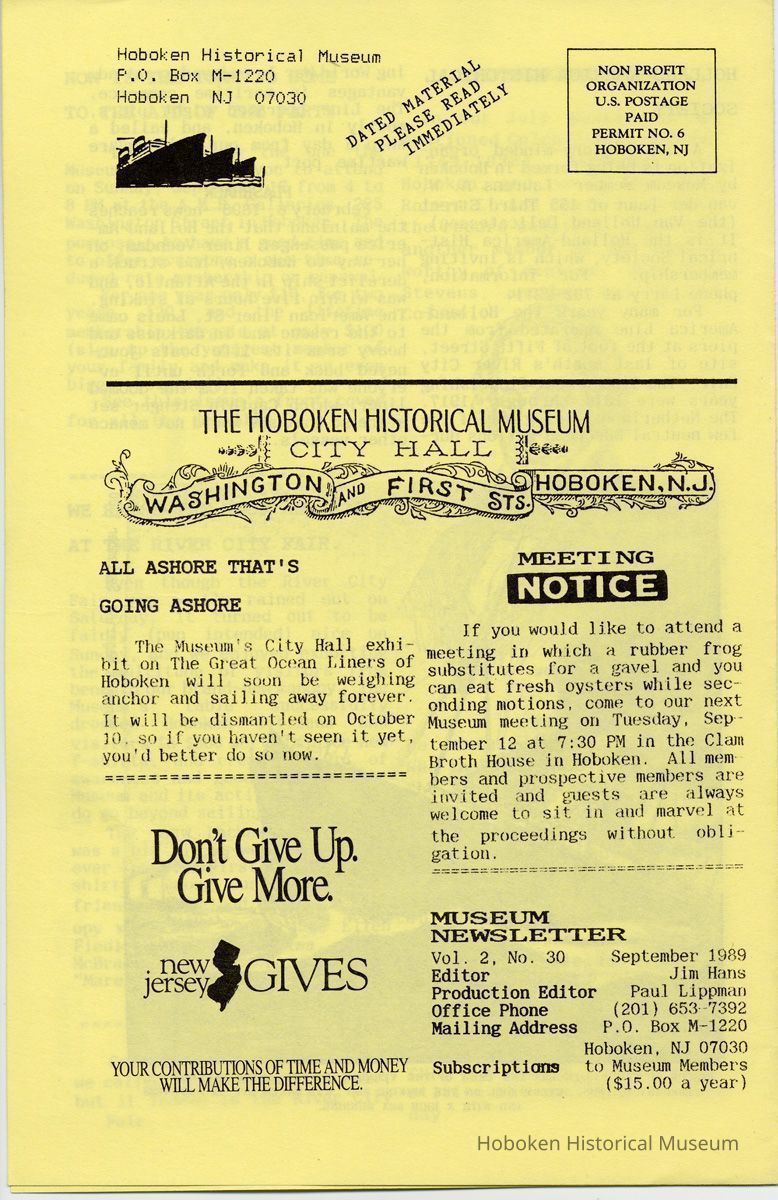 Hoboken Historical Museum
P.O. Box M-1220
Hoboken NJ 07030
DATED MATERIAL
PLEASE READ
IMMEDIATELY
NON PROFIT
ORGANIZATION
U.S. POSTAGE
PAID
PERMIT NO. 6
HOBOKEN, NJ
THE HOBOKEN HISTORICAL MUSEUM
CITY HALL
WASHINGTON AND FIRST STS. HOBOKEN, N.J.
ALL ASHORE THAT'S
GOING ASHORE
The Museum's City Hall exhi-
bit on The Great Ocean Liners of
Hoboken will soon be weighing
anchor and sailing away forever.
It will be dismantled on October
10, so if you haven't seen it yet,
you'd better do so now.
==============================
Don't Give Up.
Give More.
new
jersey GIVES
YOUR CONTRIBUTIONS OF TIME AND MONEY
WILL MAKE THE DIFFERENCE.
MEETING
NOTICE
If you would like to attend a
meeting in which a rubber frog
substitutes for a gavel and you
can eat fresh oysters while sec-
onding motions, come to our next
Museum meeting on Tuesday, Sep-
tember 12 at 7:30 PM in the Clam
Broth House in Hoboken. All mem-
bers and prospective members are
invited and guests are always
welcome to sit in and marvel at
the proceedings without obli-
gation.
==============================
MUSEUM
NEWSLETTER
Vol. 2, No. 30 September 1989
Editor Jim Hans
Production Editor Paul Lippman
Office Phone (201) 653-7392
Mailing Address P.O. Box M-1220
Hoboken, NJ 07030
Subscriptions to Museum Members
($15.00 a year)
Hoboken Historical Museum